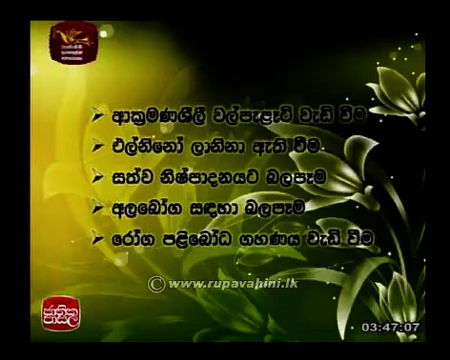 ➢ ආක්‍රමණශීලී වල්පැළෑටි වැඩි වීම
➢ එල්නිනෝ ලානිනා ඇති වීම
➢ සත්ව නිෂ්පාදනයට බලපෑම
➢ අලබෝග සඳහා බලපෑම
➢ රෝග පළිබෝධ ගහණය වැඩි වීම
© www.rupavahini.lk
ජාතික
පාසල
03:47:07